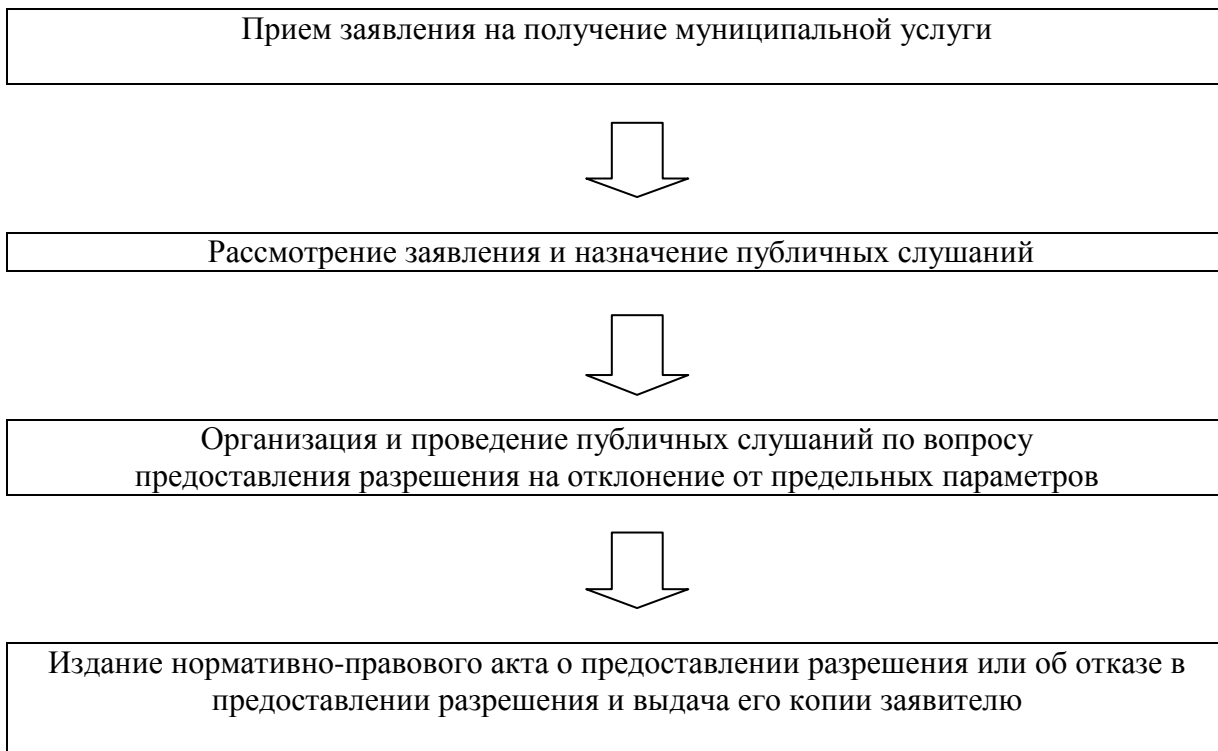 Прием заявления на получение муниципальной услуги
Рассмотрение заявления и назначение публичных слушаний
Организация и проведение публичных слушаний по вопросу
предоставления разрешения на отклонение от предельных параметров
Издание нормативно-правового акта о предоставлении разрешения или об отказе в
предоставлении разрешения и выдача его копии заявителю